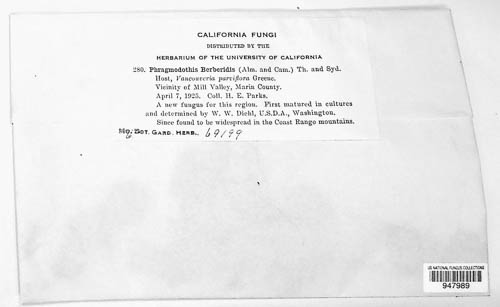 CALIFORNIA FUNGI
DISTRIBUTED BY THE
HERBARIUM OF THE UNIVERSITY OF CALIFORNIA
280. Phragmodothis Berberidis (Alm. and Cam.) Th. and Syd.
Host, Vancouveria parviflora Greene.
Vicinity of Mill Valley, Marin County.
April 7, 1925. Coll. H. E. Parks.
A new fungus for this region. First matured in cultures
and determined by W. W. Diehl, U.S.D.A., Washington.
Since found to be widespread in the Coast Range mountains.
Mo. BOT. GARD. HERB. 69199
US NATIONAL FUNGUS COLLECTIONS
947989